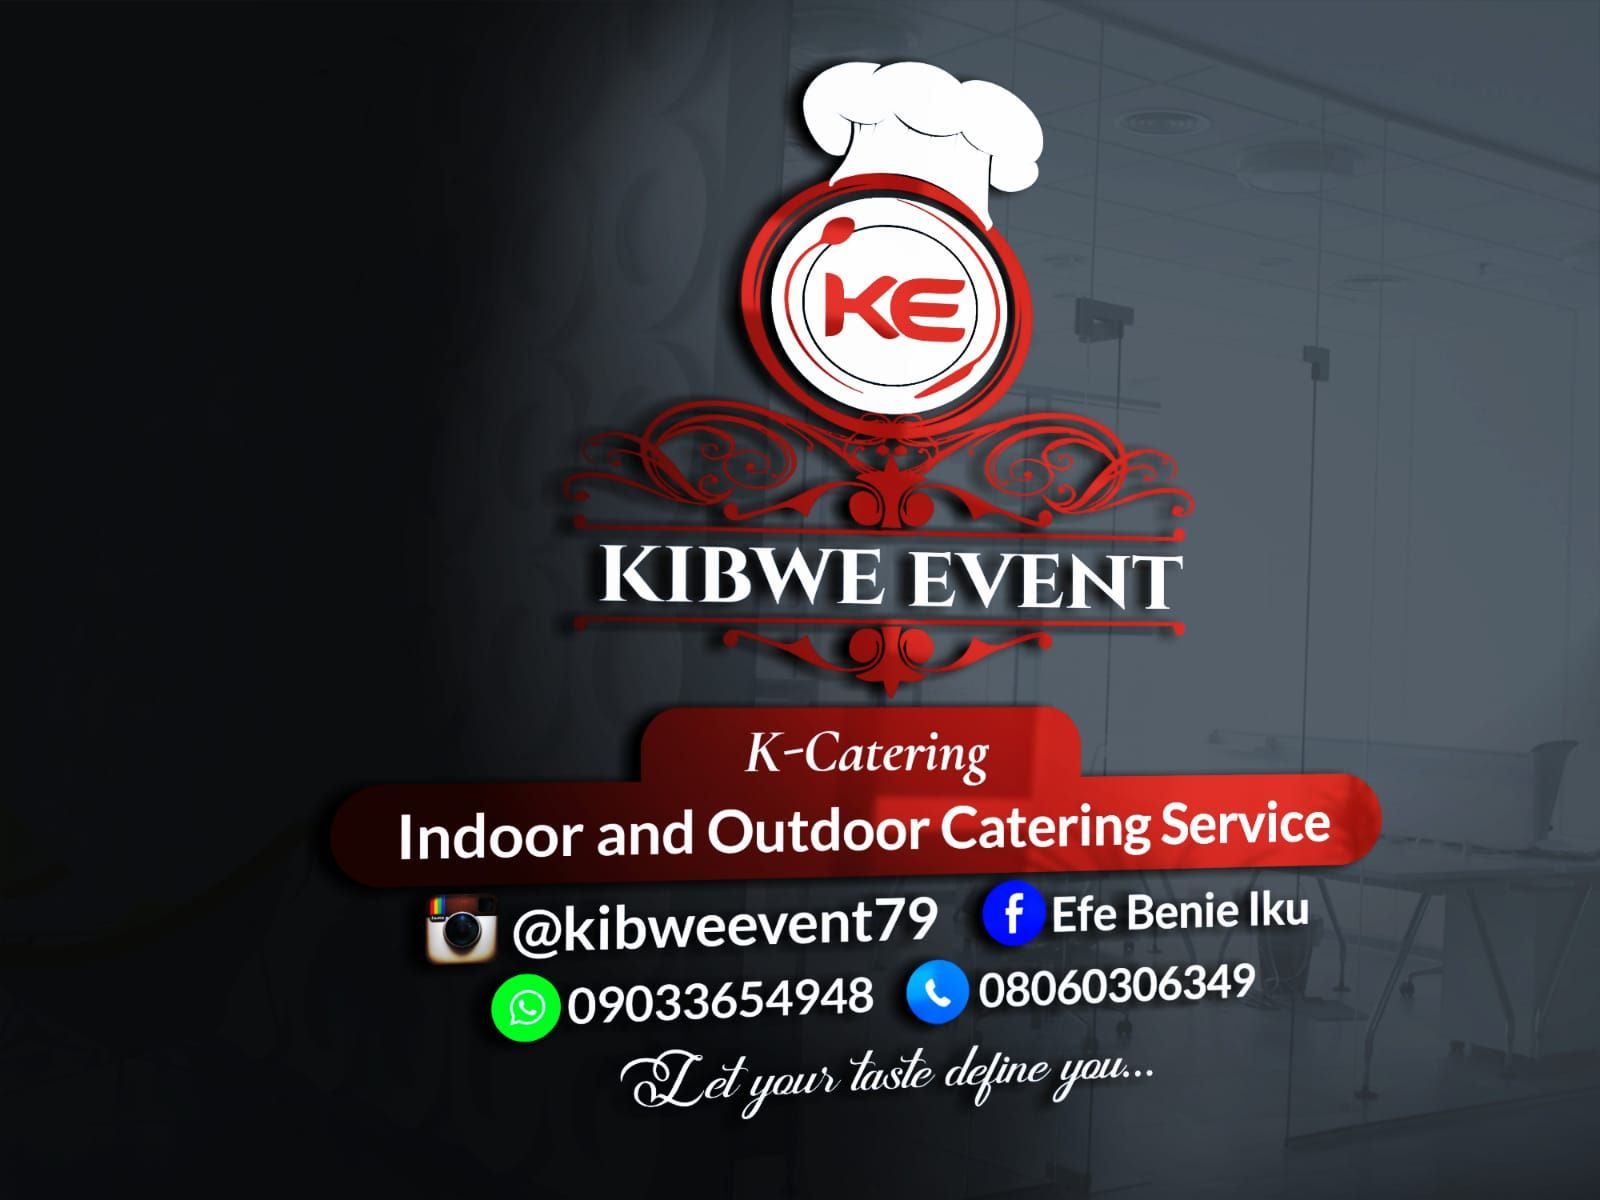 KE
KIBWE EVENT
K-Catering
Indoor and Outdoor Catering Service
@kibweevent79 Efe Benie Iku
09033654948 08060306349
Let your taste define you...